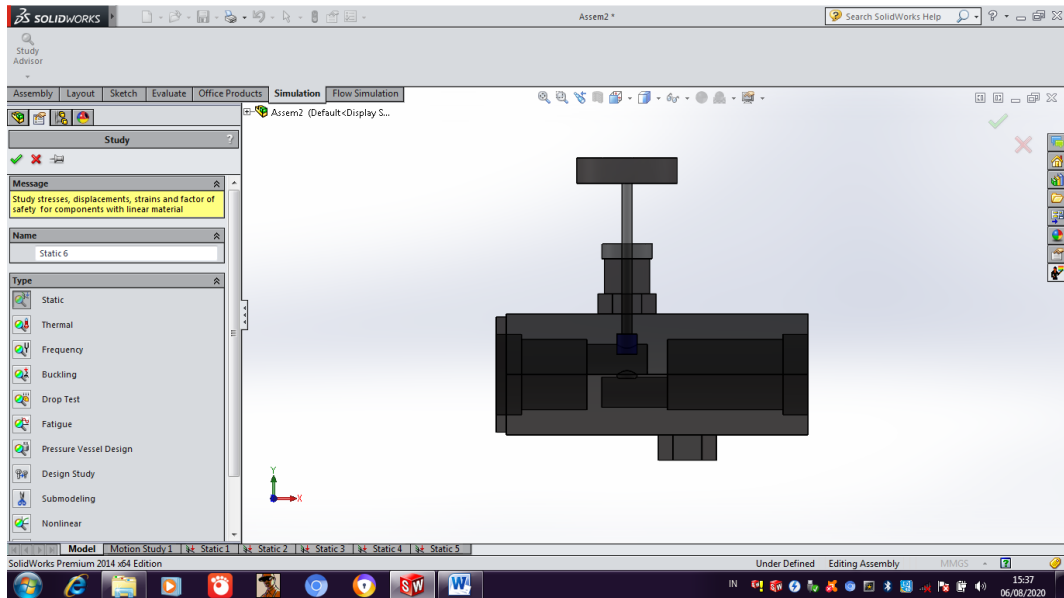 SOLIDWORKS
Assem2 *
Search SolidWorks Help
Study
Advisor
Assembly Layout Sketch Evaluate Office Products Simulation Flow Simulation
Assem2 (Default<Display S...
Study ?
Message
Study stresses, displacements, strains and factor of
safety for components with linear material
Name
Static 6
Type
Static
Thermal
Frequency
Buckling
Drop Test
Fatigue
Pressure Vessel Design
Design Study
Submodeling
Nonlinear
Y
X
Model Motion Study 1 Static 1 Static 2 Static 3 Static 4 Static 5
SolidWorks Premium 2014 x64 Edition
Under Defined Editing Assembly MMGS
IN
15:37
06/08/2020